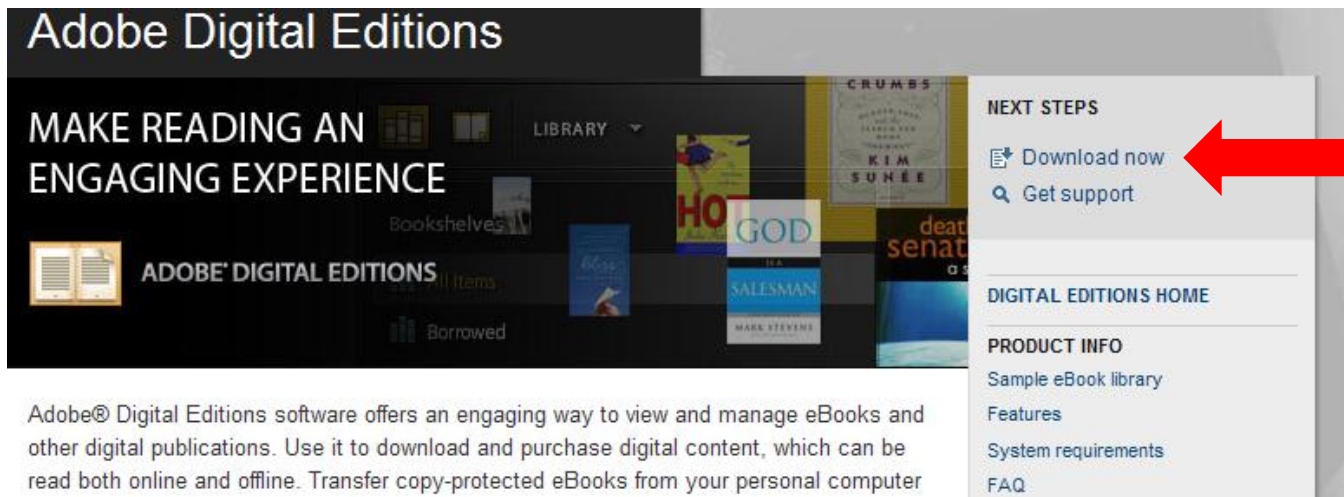 Adobe Digital Editions
MAKE READING AN
ENGAGING EXPERIENCE
ADOBE® DIGITAL EDITIONS
LIBRARY
Bookshelves
All Items
Borrowed
CRUMBS
KIM
SUNÉE
HOT
bliss
GOD
IS A
SALESMAN
MARK STEVENS
NEXT STEPS
Download now
Get support
DIGITAL EDITIONS HOME
PRODUCT INFO
Sample eBook library
Features
System requirements
FAQ
Adobe® Digital Editions software offers an engaging way to view and manage eBooks and
other digital publications. Use it to download and purchase digital content, which can be
read both online and offline. Transfer copy-protected eBooks from your personal computer